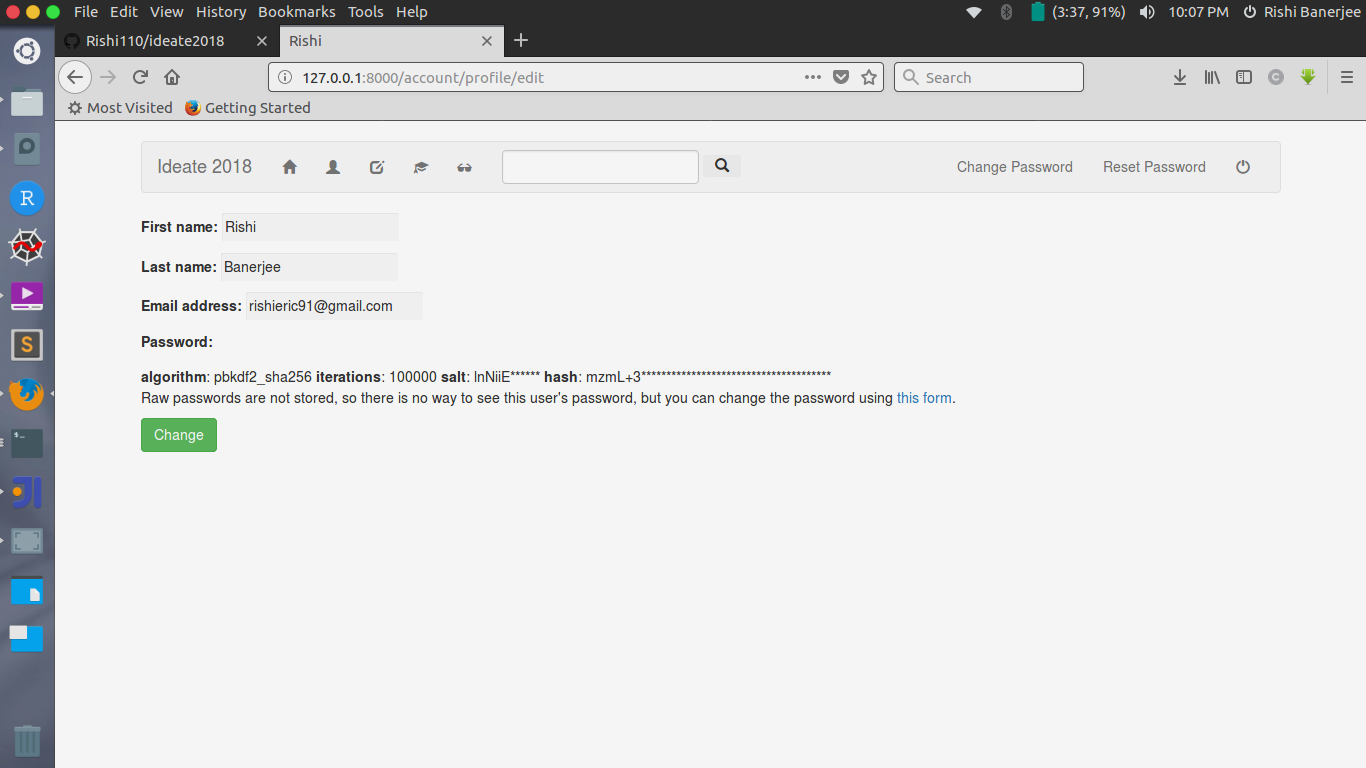 File Edit View History Bookmarks Tools Help (3:37, 91%) 10:07 PM Rishi Banerjee
Rishi110/ideate2018 Rishi
127.0.0.1:8000/account/profile/edit Search
Most Visited Getting Started
Ideate 2018 Change Password Reset Password
First name: Rishi
Last name: Banerjee
Email address: rishieric91@gmail.com
Password:
algorithm: pbkdf2_sha256 iterations: 100000 salt: lnNiiE****** hash: mzmL+3**************************************
Raw passwords are not stored, so there is no way to see this user's password, but you can change the password using this form.
Change
R
S
$_
JI
C